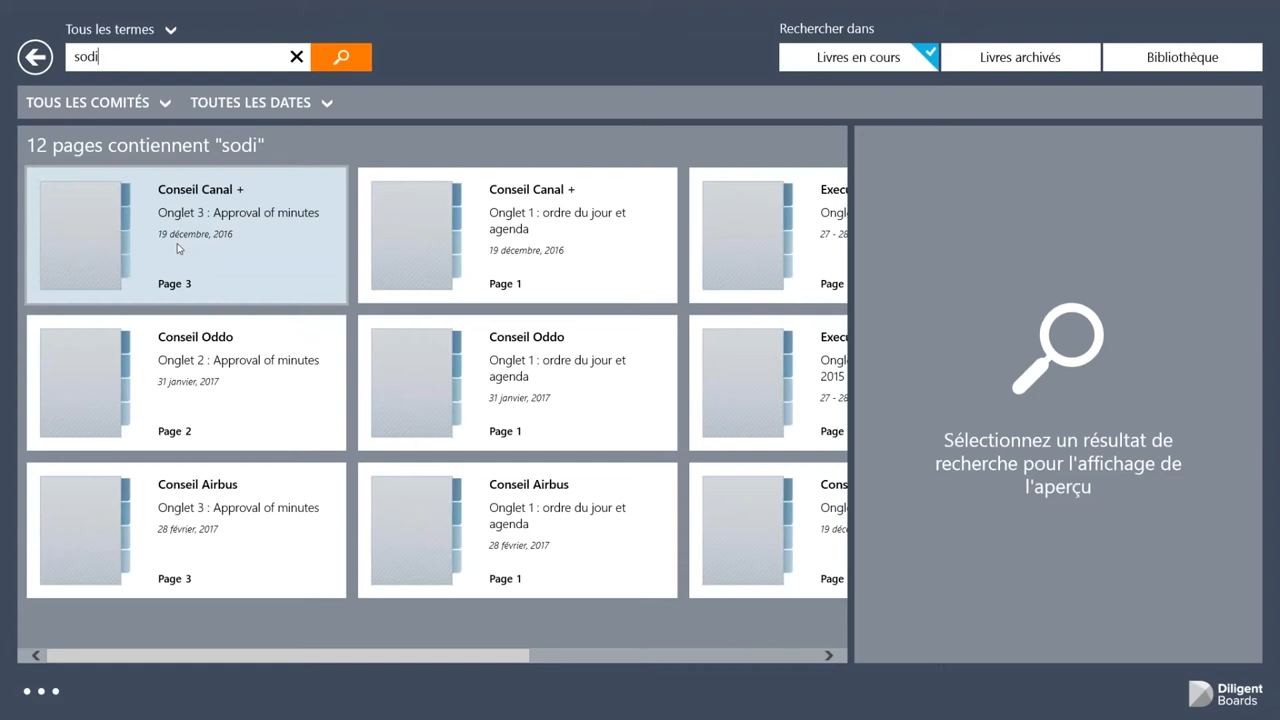 Tous les termes
sodi
Rechercher dans
Livres en cours
Livres archivés
Bibliothèque
TOUS LES COMITÉS
TOUTES LES DATES
12 pages contiennent "sodi"
Conseil Canal +
Onglet 3 : Approval of minutes
19 décembre, 2016
Page 3
Conseil Canal +
Onglet 1 : ordre du jour et
agenda
19 décembre, 2016
Page 1
27 - 28
Page
Conseil Oddo
Onglet 2 : Approval of minutes
31 janvier, 2017
Page 2
Conseil Oddo
Onglet 1 : ordre du jour et
agenda
31 janvier, 2017
Page 1
2015
27 - 28
Page
Conseil Airbus
Onglet 3 : Approval of minutes
28 février, 2017
Page 3
Conseil Airbus
Onglet 1 : ordre du jour et
agenda
28 février, 2017
Page 1
Page
Sélectionnez un résultat de
recherche pour l'affichage de
l'aperçu
Diligent
Boards